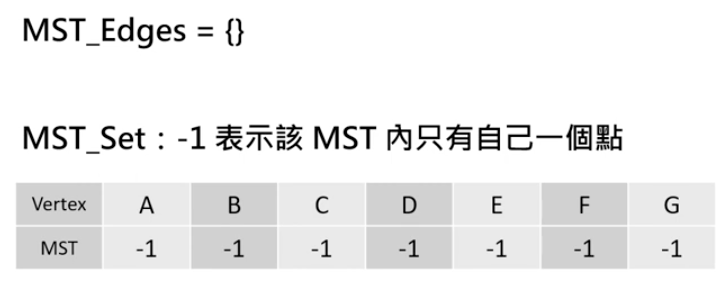 MST_Edges = {}
MST_Set：-1 表示該 MST 內只有自己一個點
Vertex A B C D E F G
MST -1 -1 -1 -1 -1 -1 -1